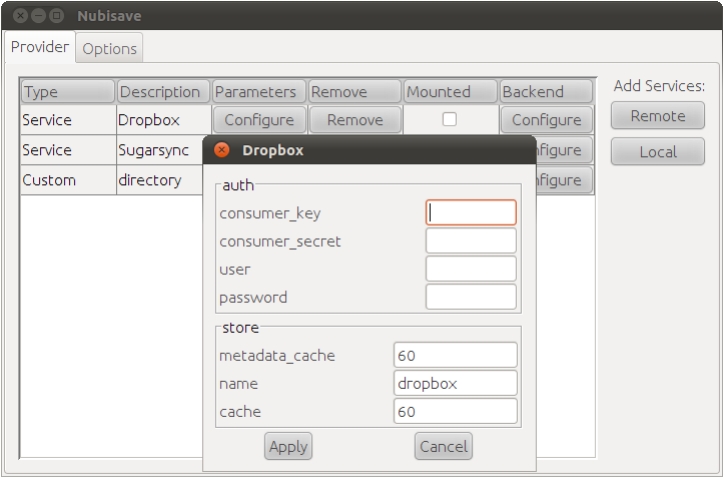 Nubisave
Provider Options
Type Description Parameters Remove Mounted Backend
Add Services:
Service Dropbox Configure Remove Configure
Remote
Service Sugarsync
Local
Custom directory
Dropbox
auth
consumer_key
consumer_secret
user
password
store
metadata_cache 60
name dropbox
cache 60
Apply Cancel